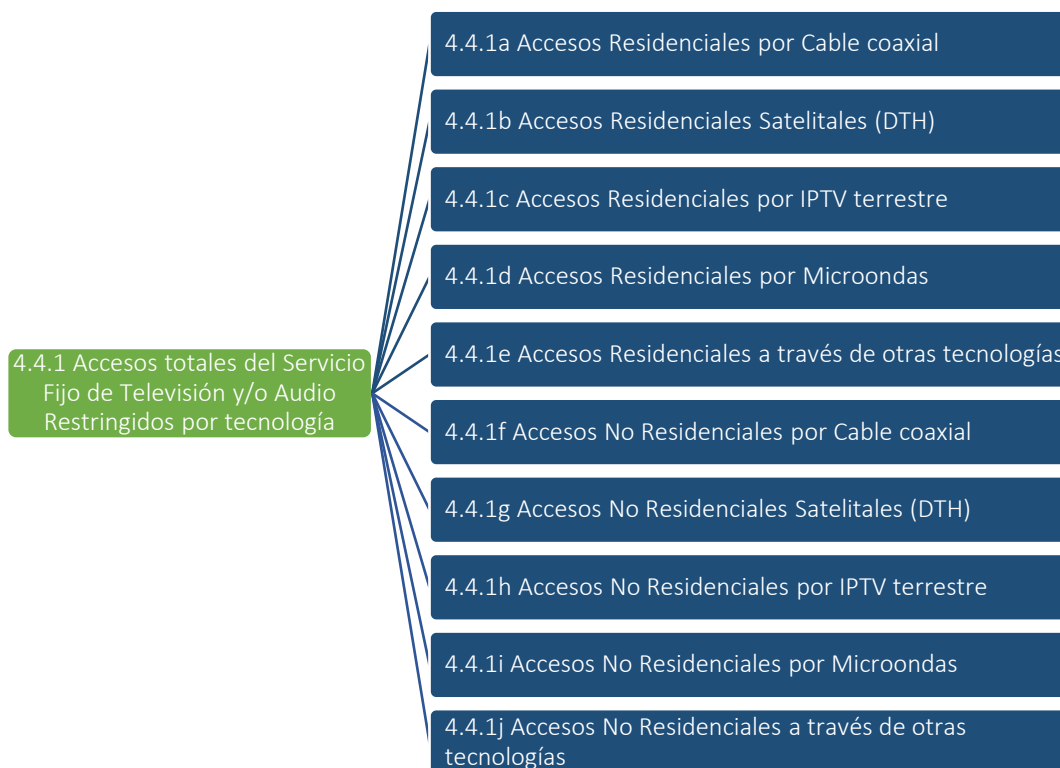 4.4.1 Accesos totales del Servicio
Fijo de Televisión y/o Audio
Restringidos por tecnología
4.4.1a Accesos Residenciales por Cable coaxial
4.4.1b Accesos Residenciales Satelitales (DTH)
4.4.1c Accesos Residenciales por IPTV terrestre
4.4.1d Accesos Residenciales por Microondas
4.4.1e Accesos Residenciales a través de otras tecnologías
4.4.1f Accesos No Residenciales por Cable coaxial
4.4.1g Accesos No Residenciales Satelitales (DTH)
4.4.1h Accesos No Residenciales por IPTV terrestre
4.4.1i Accesos No Residenciales por Microondas
4.4.1j Accesos No Residenciales a través de otras
tecnologías